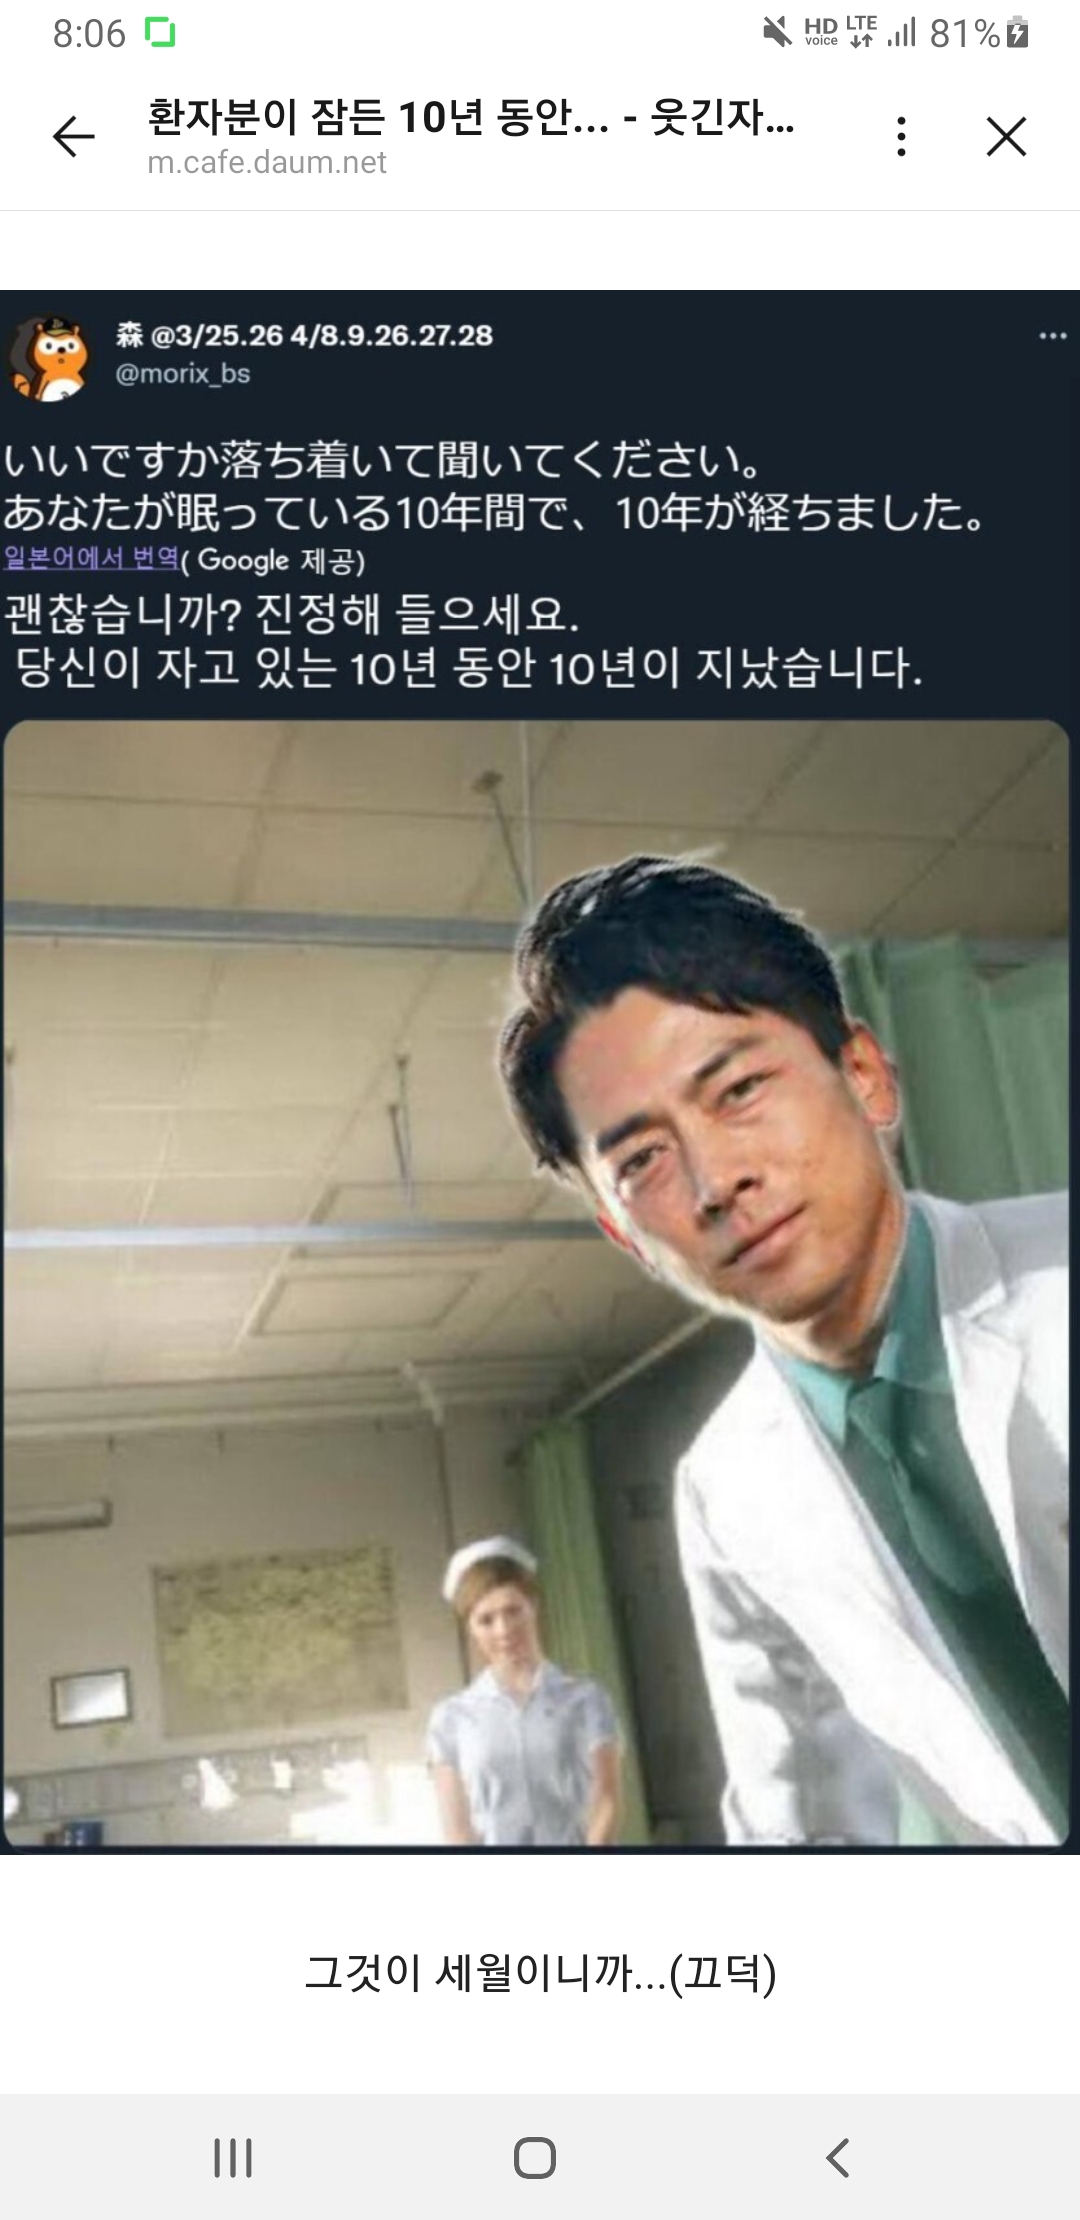 8:06
HD voice LTE 81%
환자분이 잠든 10년 동안... - 웃긴자...
m.cafe.daum.net
森 @3/25.26 4/8.9.26.27.28
@morix_bs
いいですか落ち着いて聞いてください。
あなたが眠っている10年間で、10年が経ちました。
일본어에서 번역( Google 제공)
괜찮습니까? 진정해 들으세요.
당신이 자고 있는 10년 동안 10년이 지났습니다.
그것이 세월이니까...(끄덕)